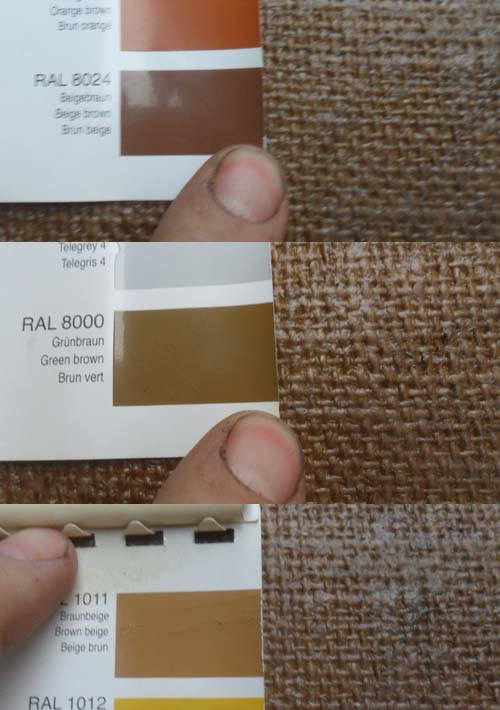 Orange brown
Brun orange
RAL 8024
Beigebraun
Beige brown
Brun beige
Telegrey 4
Telegris 4
RAL 8000
Grünbraun
Green brown
Brun vert
1011
Braunbeige
Brown beige
Beige brun
RAL 1012